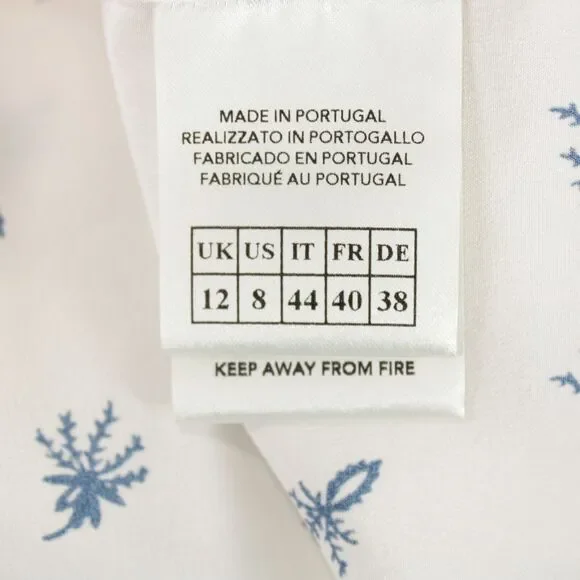 MADE IN PORTUGAL
REALIZZATO IN PORTOGALLO
FABRICADO EN PORTUGAL
FABRIQUÉ AU PORTUGAL
UK US IT FR DE
12 8 44 40 38
KEEP AWAY FROM FIRE